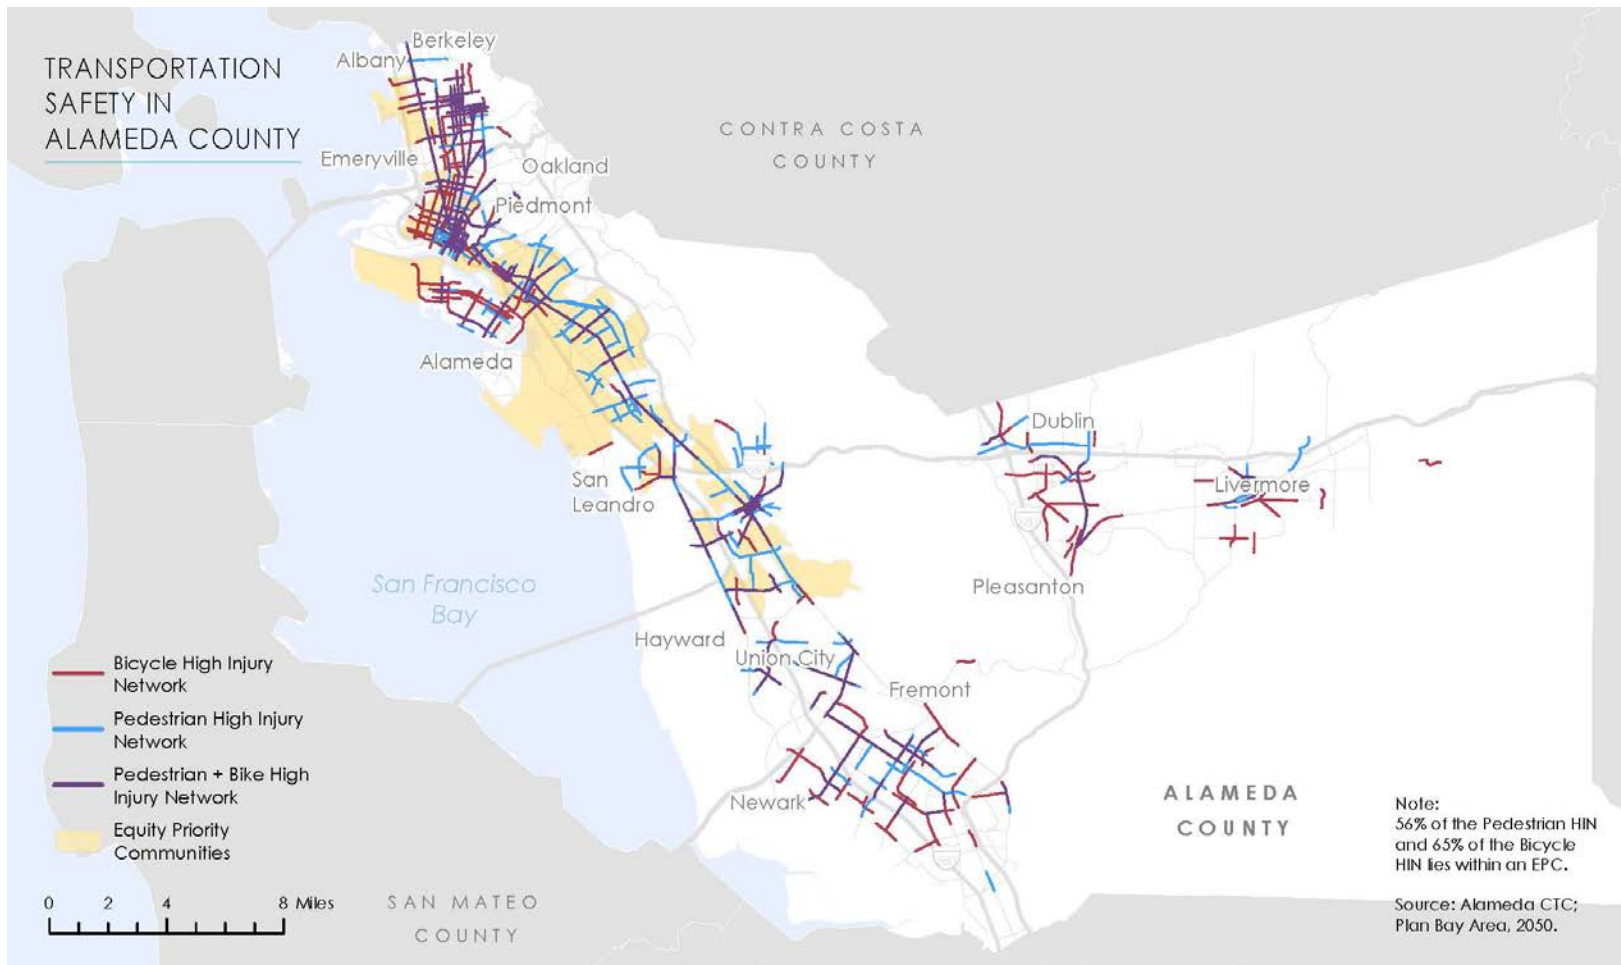 TRANSPORTATION
SAFETY IN
ALAMEDA COUNTY
Berkeley
Albany
Emeryville
Oakland
Piedmont
CONTRA COSTA
COUNTY
Alameda
San
Leandro
Dublin
Livermore
Pleasanton
San Francisco
Bay
Hayward
Union City
Fremont
Newark
ALAMEDA
COUNTY
SAN MATEO
COUNTY
Bicycle High Injury
Network
Pedestrian High Injury
Network
Pedestrian + Bike High
Injury Network
Equity Priority
Communities
0 2 4 8 Miles
Note:
56% of the Pedestrian HIN
and 65% of the Bicycle
HIN lies within an EPC.
Source: Alameda CTC;
Plan Bay Area, 2050.